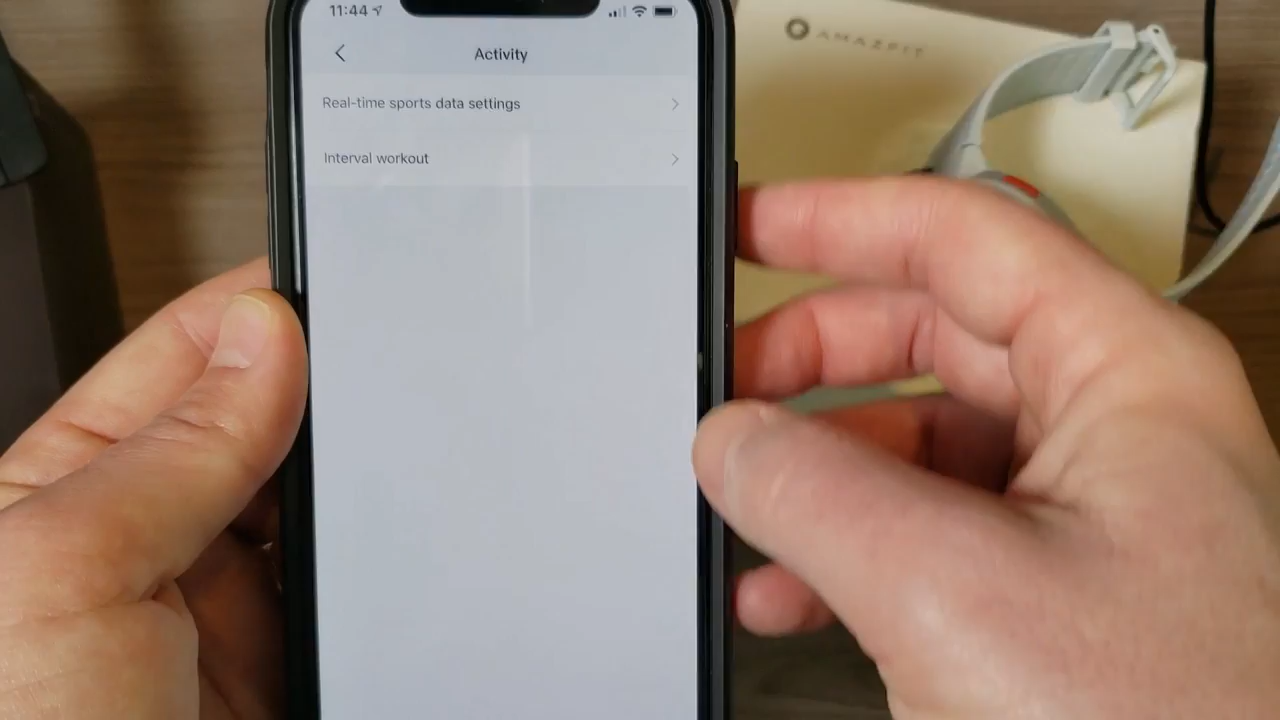 11:44
AMAZFIT
Activity
Real-time sports data settings
Interval workout